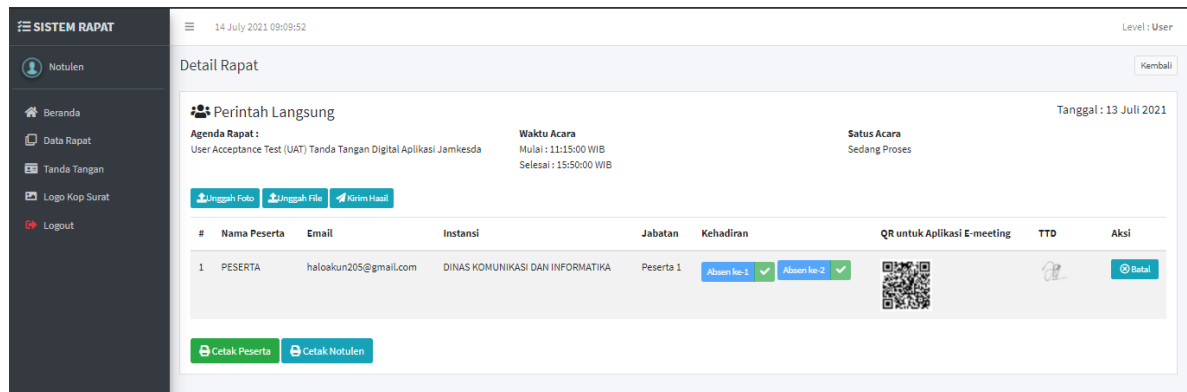 SISTEM RAPAT
14 July 2021 09:09:52
Level : User
Notulen
Beranda
Data Rapat
Tanda Tangan
Logo Kop Surat
Logout
Detail Rapat
Kembali
Perintah Langsung
Tanggal : 13 Juli 2021
Agenda Rapat :
User Acceptance Test (UAT) Tanda Tangan Digital Aplikasi Jamkesda
Waktu Acara
Mulai : 11:15:00 WIB
Selesai : 15:50:00 WIB
Satus Acara
Sedang Proses
Unggah Foto Unggah File Kirim Hasil
# Nama Peserta Email Instansi Jabatan Kehadiran QR untuk Aplikasi E-meeting TTD Aksi
1 PESERTA haloakun205@gmail.com DINAS KOMUNIKASI DAN INFORMATIKA Peserta 1 Absen ke-1 Absen ke-2 Batal
Cetak Peserta Cetak Notulen